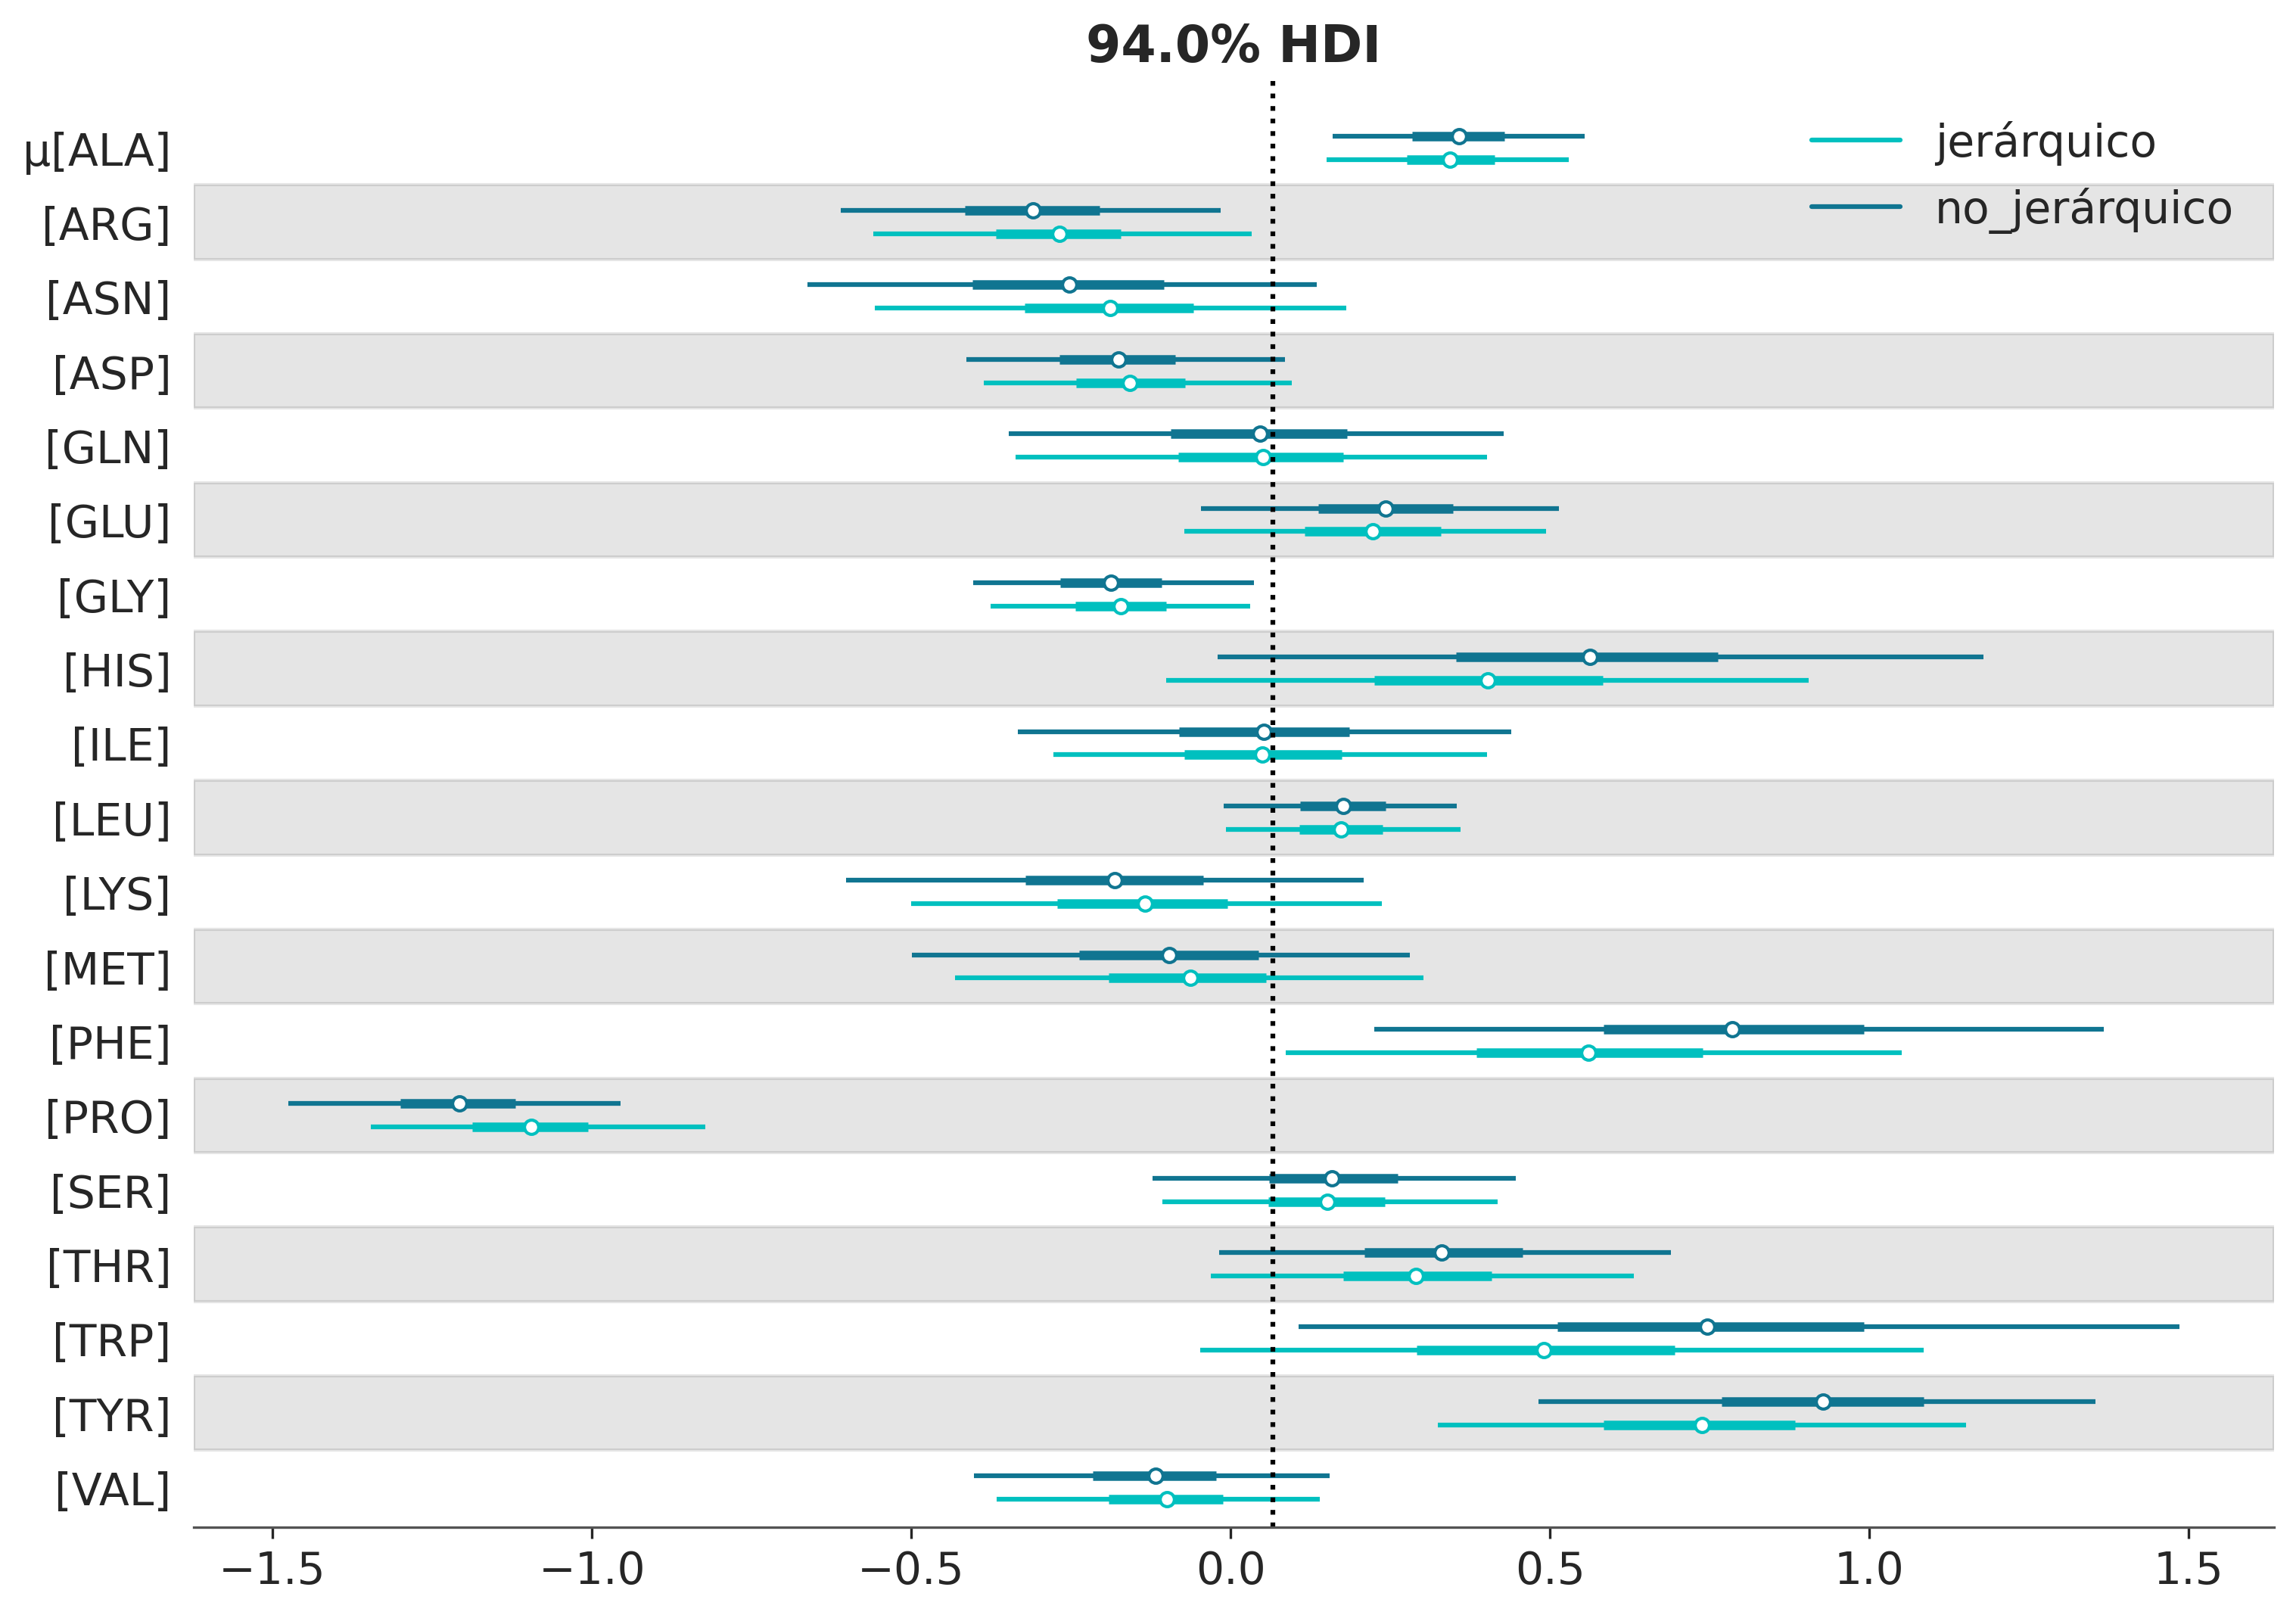 94.0% HDI
μ[ALA]
jerárquico
[ARG]
no_jerárquico
[ASN]
[ASP]
[GLN]
[GLU]
[GLY]
[HIS]
[ILE]
[LEU]
[LYS]
[MET]
[PHE]
[PRO]
[SER]
[THR]
[TRP]
[TYR]
[VAL]
−1.5 −1.0 −0.5 0.0 0.5 1.0 1.5